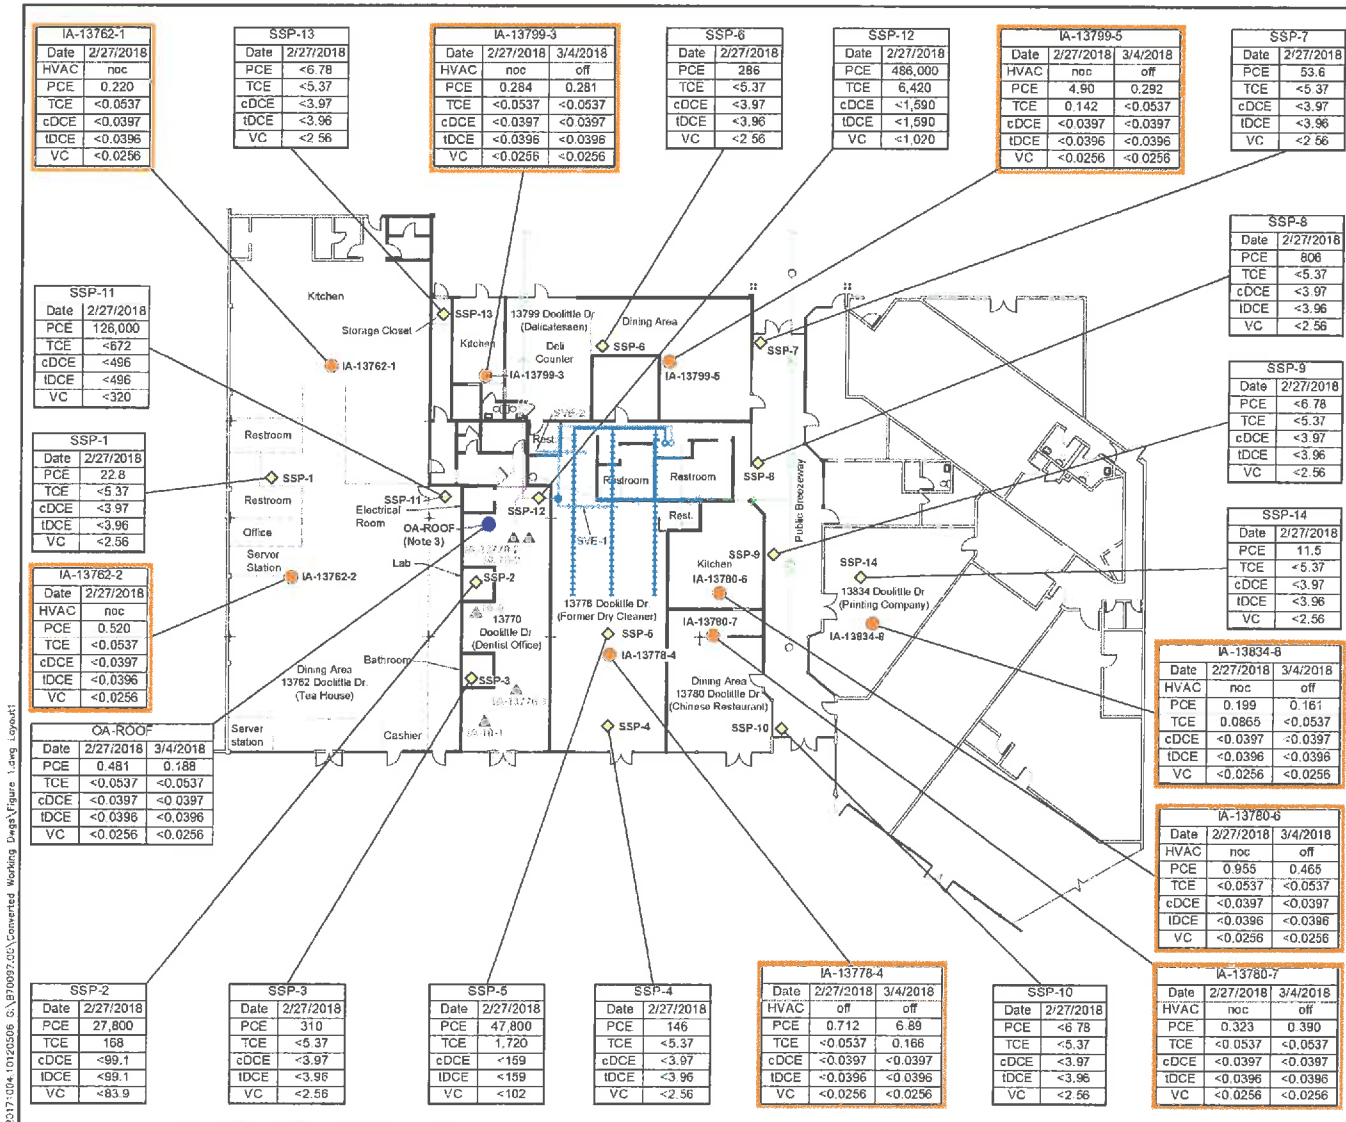 IA-13762-1
Date 2/27/2018
HVAC noc
PCE 0.220
TCE <0.0537
cDCE <0.0397
tDCE <0.0396
VC <0.0256
SSP-13
Date 2/27/2018
PCE <6.78
TCE <5.37
cDCE <3.97
tDCE <3.96
VC <2.56
IA-13799-3
Date 2/27/2018 3/4/2018
HVAC noc off
PCE 0.284 0.281
TCE <0.0537 <0.0537
cDCE <0.0397 <0.0397
tDCE <0.0396 <0.0396
VC <0.0256 <0.0256
SSP-6
Date 2/27/2018
PCE 286
TCE <5.37
cDCE <3.97
tDCE <3.96
VC <2.56
SSP-12
Date 2/27/2018
PCE 486,000
TCE 6,420
cDCE <1,590
tDCE <1,590
VC <1,020
IA-13799-5
Date 2/27/2018 3/4/2018
HVAC noc off
PCE 4.90 0.292
TCE 0.142 <0.0537
cDCE <0.0397 <0.0397
tDCE <0.0396 <0.0396
VC <0.0256 <0.0256
SSP-7
Date 2/27/2018
PCE 53.6
TCE <5.37
cDCE <3.97
tDCE <3.96
VC <2.56
SSP-8
Date 2/27/2018
PCE 806
TCE <5.37
cDCE <3.97
tDCE <3.96
VC <2.56
SSP-11
Date 2/27/2018
PCE 126,000
TCE <672
cDCE <496
tDCE <496
VC <320
SSP-9
Date 2/27/2018
PCE <6.78
TCE <5.37
cDCE <3.97
tDCE <3.96
VC <2.56
SSP-1
Date 2/27/2018
PCE 22.8
TCE <5.37
cDCE <3.97
tDCE <3.96
VC <2.56
SSP-14
Date 2/27/2018
PCE 11.5
TCE <5.37
cDCE <3.97
tDCE <3.96
VC <2.56
IA-13762-2
Date 2/27/2018
HVAC noc
PCE 0.520
TCE <0.0537
cDCE <0.0397
tDCE <0.0396
VC <0.0256
IA-13834-8
Date 2/27/2018 3/4/2018
HVAC noc off
PCE 0.199 0.161
TCE 0.0865 <0.0537
cDCE <0.0397 <0.0397
tDCE <0.0396 <0.0396
VC <0.0256 <0.0256
OA-ROOF
Date 2/27/2018 3/4/2018
PCE 0.481 0.188
TCE <0.0537 <0.0537
cDCE <0.0397 <0.0397
tDCE <0.0396 <0.0396
VC <0.0256 <0.0256
IA-13780-6
Date 2/27/2018 3/4/2018
HVAC noc off
PCE 0.955 0.465
TCE <0.0537 <0.0537
cDCE <0.0397 <0.0397
tDCE <0.0396 <0.0396
VC <0.0256 <0.0256
SSP-2
Date 2/27/2018
PCE 27,800
TCE 168
cDCE <99.1
tDCE <99.1
VC <83.9
SSP-3
Date 2/27/2018
PCE 310
TCE <5.37
cDCE <3.97
tDCE <3.96
VC <2.56
SSP-5
Date 2/27/2018
PCE 47,800
TCE 1,720
cDCE <159
tDCE <159
VC <102
SSP-4
Date 2/27/2018
PCE 146
TCE <5.37
cDCE <3.97
tDCE <3.96
VC <2.56
IA-13778-4
Date 2/27/2018 3/4/2018
HVAC off off
PCE 0.712 6.89
TCE <0.0537 0.166
cDCE <0.0397 <0.0397
tDCE <0.0396 <0.0396
VC <0.0256 <0.0256
SSP-10
Date 2/27/2018
PCE <6.78
TCE <5.37
cDCE <3.97
tDCE <3.96
VC <2.56
IA-13780-7
Date 2/27/2018 3/4/2018
HVAC noc off
PCE 0.323 0.390
TCE <0.0537 <0.0537
cDCE <0.0397 <0.0397
tDCE <0.0396 <0.0396
VC <0.0256 <0.0256
Kitchen
Storage Closet
SSP-13
Kitchen
13799 Doolittle Dr
(Delicatessen)
Deli
Counter
Dining Area
SSP-6
SSP-7
IA-13762-1
IA-13799-3
IA-13799-5
Restroom
SSP-1
Restroom
Office
Server
Station
IA-13762-2
Rest.
SVE-2
Restroom
Restroom
Rest.
SSP-8
Public Breezeway
SSP-11
Electrical
Room
OA-ROOF
(Note 3)
SSP-12
SVE-1
SSP-9
Lab
SSP-2
Kitchen
IA-13780-6
SSP-14
13834 Doolittle Dr
(Printing Company)
IA-13834-8
13770
Doolittle Dr
(Dentist Office)
13778 Doolittle Dr.
(Former Dry Cleaner)
SSP-5
IA-13778-4
IA-13780-7
Bathroom
SSP-3
Dining Area
13762 Doolittle Dr.
(Tea House)
Dining Area
13780 Doolittle Dr.
(Chinese Restaurant)
SSP-4
SSP-10
Server
station
Cashier